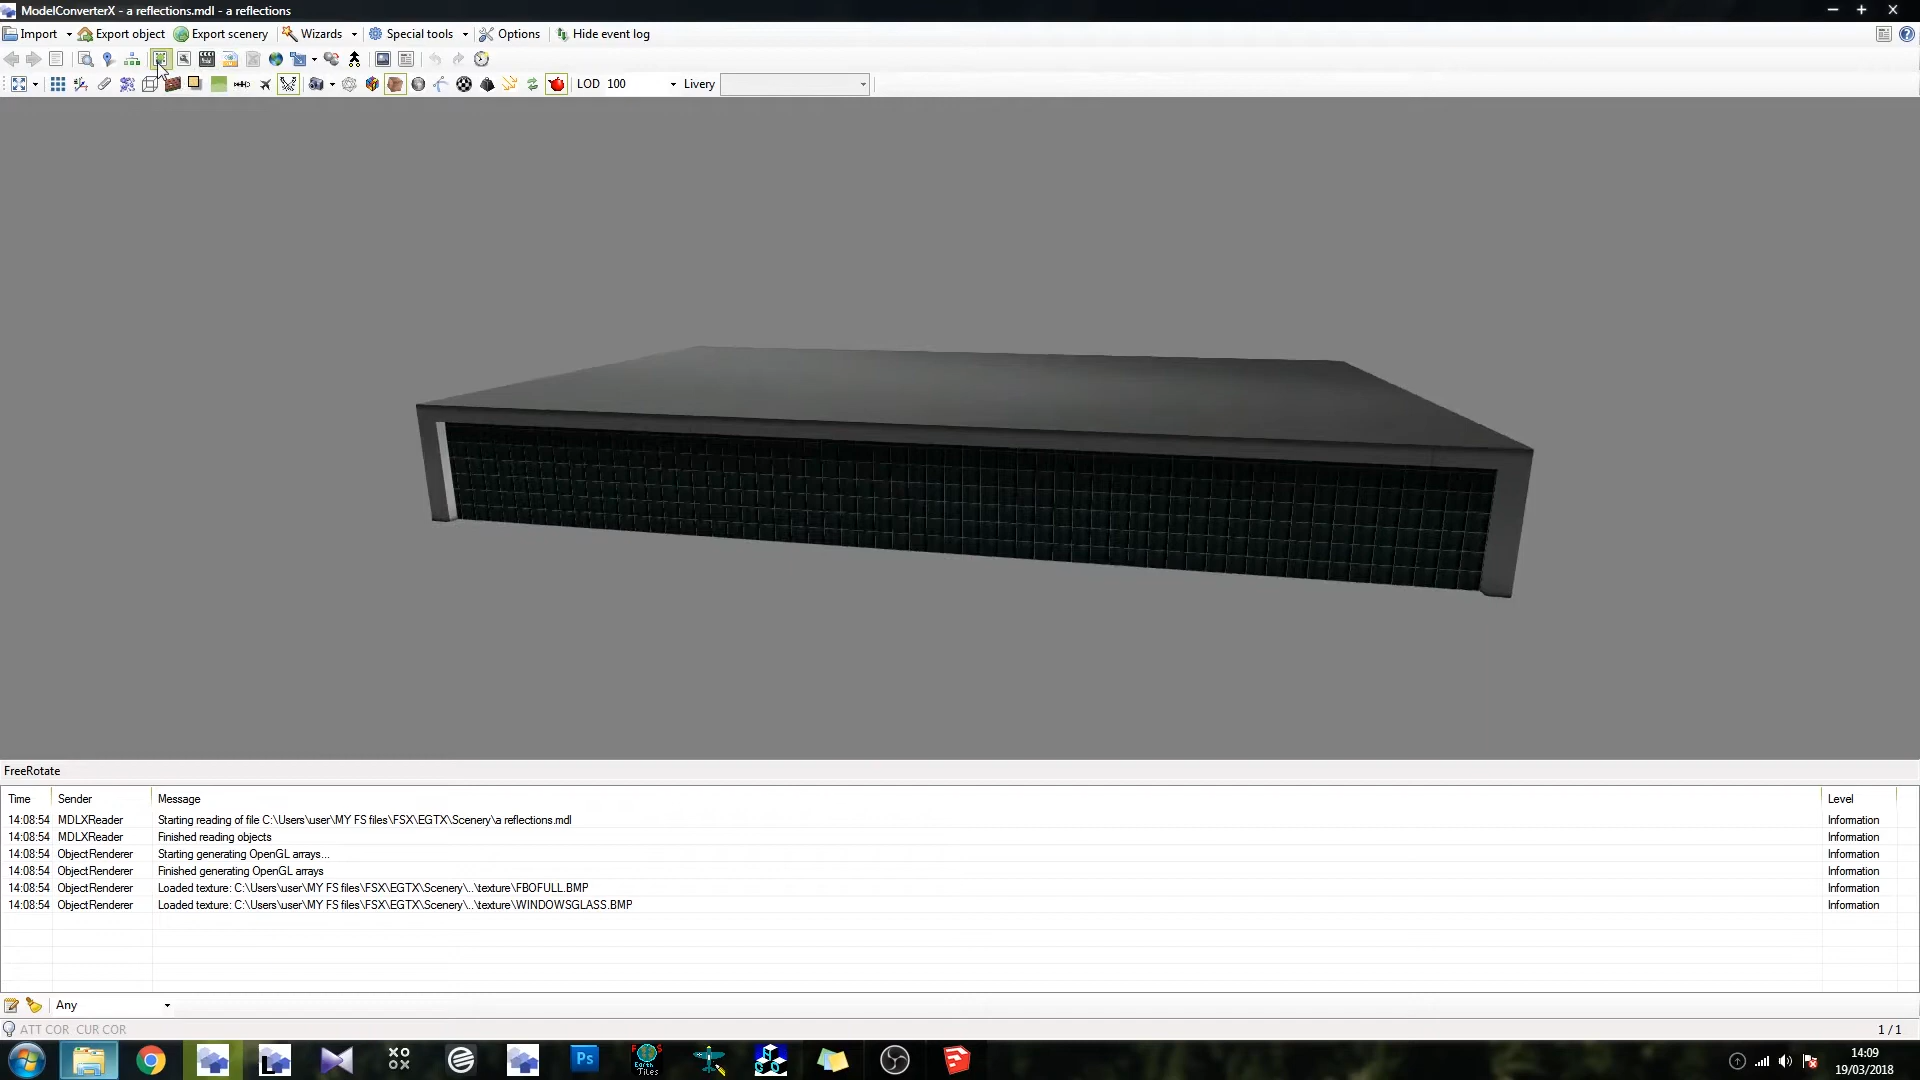 ModelConverterX - a reflections.mdl - a reflections
Import Export object Export scenery Wizards Special tools Options Hide event log
LOD 100 Livery
FreeRotate
Time Sender Message Level
14:08:54 MDLXReader Starting reading of file C:\Users\user\MY FS files\FSX\EGTX\Scenery\a reflections.mdl Information
14:08:54 MDLXReader Finished reading objects Information
14:08:54 ObjectRenderer Starting generating OpenGL arrays... Information
14:08:54 ObjectRenderer Finished generating OpenGL arrays Information
14:08:54 ObjectRenderer Loaded texture: C:\Users\user\MY FS files\FSX\EGTX\Scenery\..\texture\FBOFULL.BMP Information
14:08:54 ObjectRenderer Loaded texture: C:\Users\user\MY FS files\FSX\EGTX\Scenery\..\texture\WINDOWSGLASS.BMP Information
Any
ATT COR CUR COR 1 / 1
L
Ps
FS
Earth
Tiles
14:09
19/03/2018